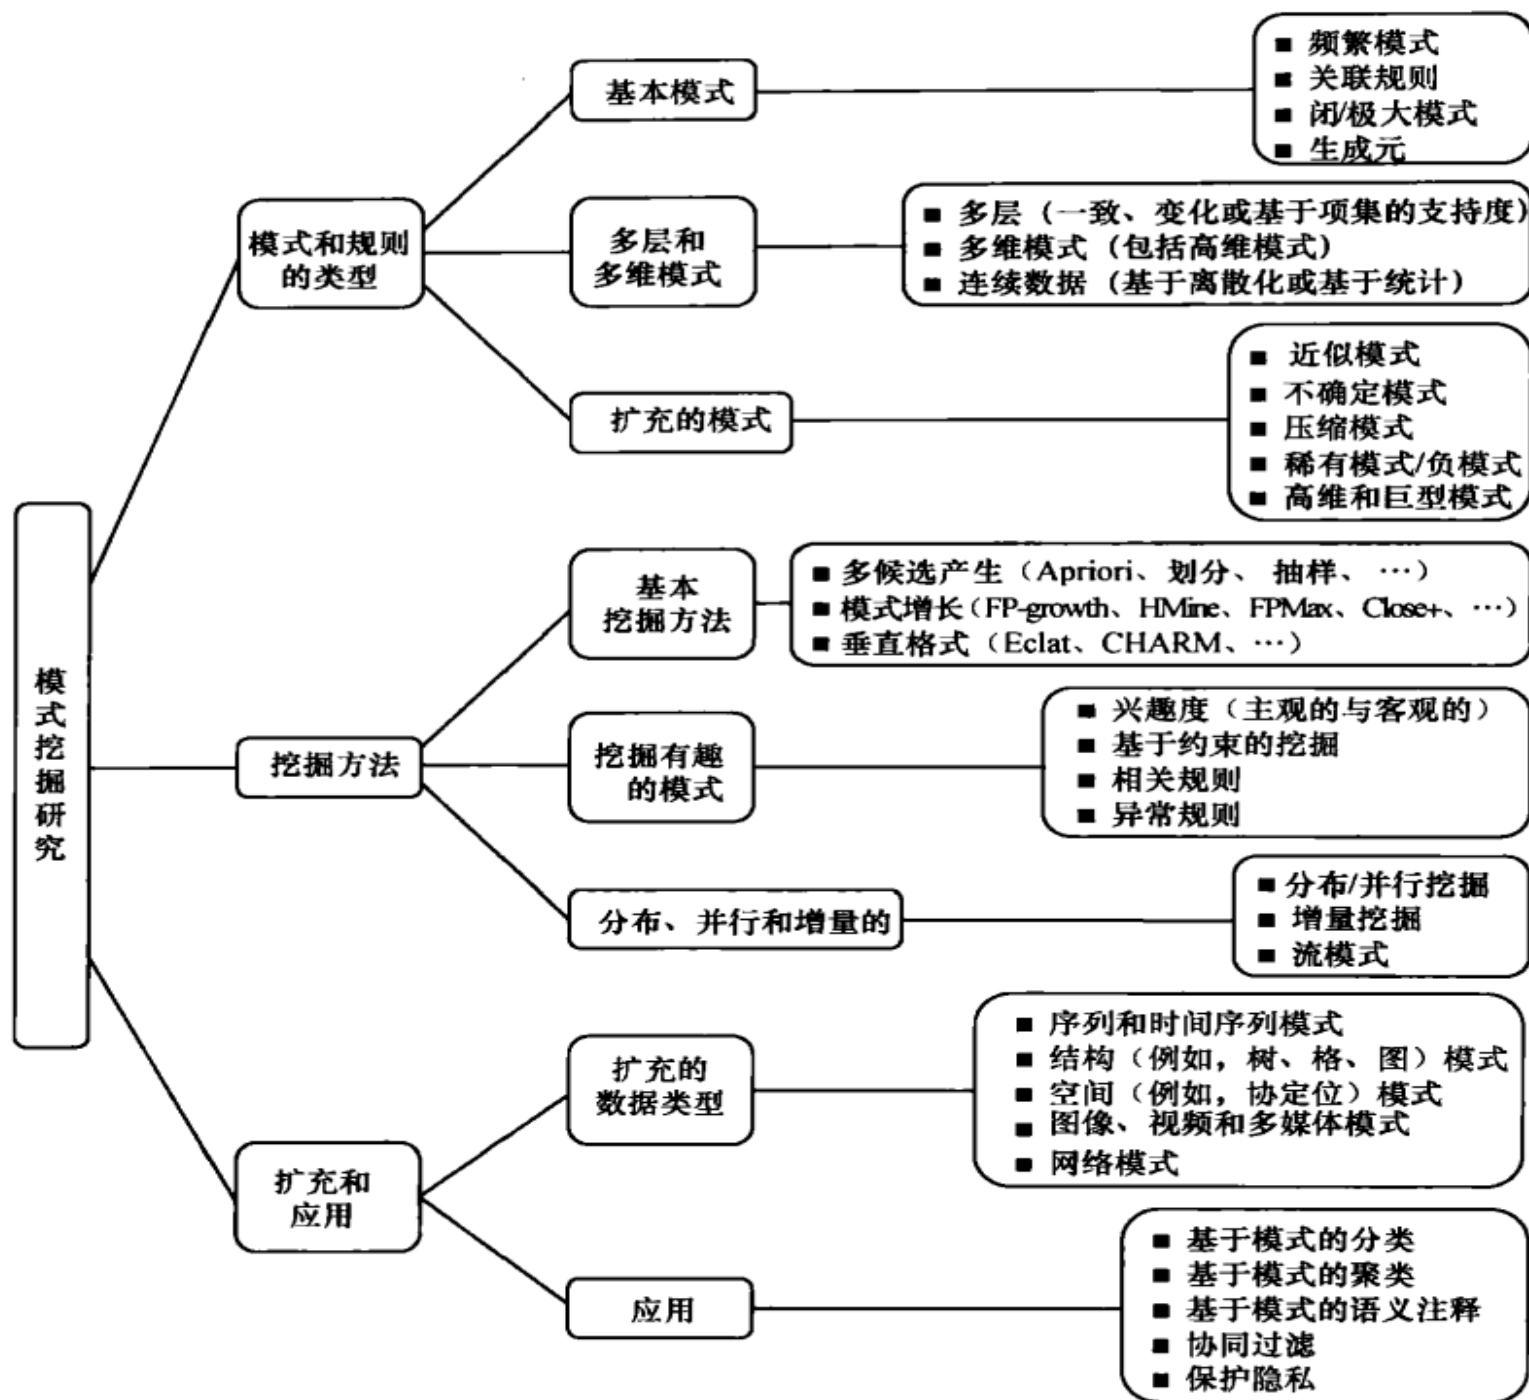 模式挖掘研究
模式和规则
的类型
基本模式
■ 频繁模式
■ 关联规则
■ 闭/极大模式
■ 生成元
多层和
多维模式
■ 多层（一致、变化或基于项集的支持度）
■ 多维模式（包括高维模式）
■ 连续数据（基于离散化或基于统计）
扩充的模式
■ 近似模式
■ 不确定模式
■ 压缩模式
■ 稀有模式/负模式
■ 高维和巨型模式
挖掘方法
基本
挖掘方法
■ 多候选产生（Apriori、划分、抽样、…）
■ 模式增长（FP-growth、HMine、FPMax、Close+、…）
■ 垂直格式（Eclat、CHARM、…）
挖掘有趣
的模式
■ 兴趣度（主观的与客观的）
■ 基于约束的挖掘
■ 相关规则
■ 异常规则
分布、并行和增量的
■ 分布/并行挖掘
■ 增量挖掘
■ 流模式
扩充和
应用
扩充的
数据类型
■ 序列和时间序列模式
■ 结构（例如，树、格、图）模式
■ 空间（例如，协定位）模式
■ 图像、视频和多媒体模式
■ 网络模式
应用
■ 基于模式的分类
■ 基于模式的聚类
■ 基于模式的语义注释
■ 协同过滤
■ 保护隐私